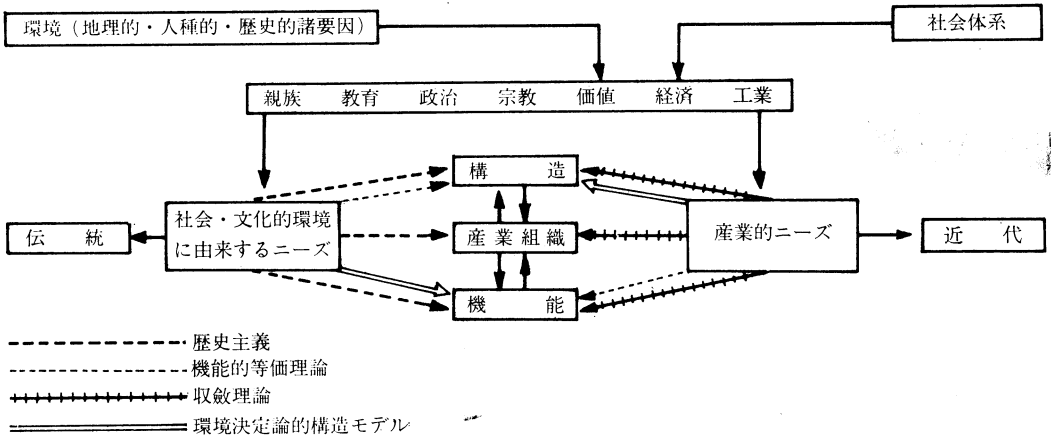 環境（地理的・人種的・歴史的諸要因）
社会体系
親族 教育 政治 宗教 価値 経済 工業
構造
社会・文化的環境
に由来するニーズ
伝統
産業組織
産業的ニーズ
近代
機能
歴史主義
機能的等価理論
収斂理論
環境決定論的構造モデル